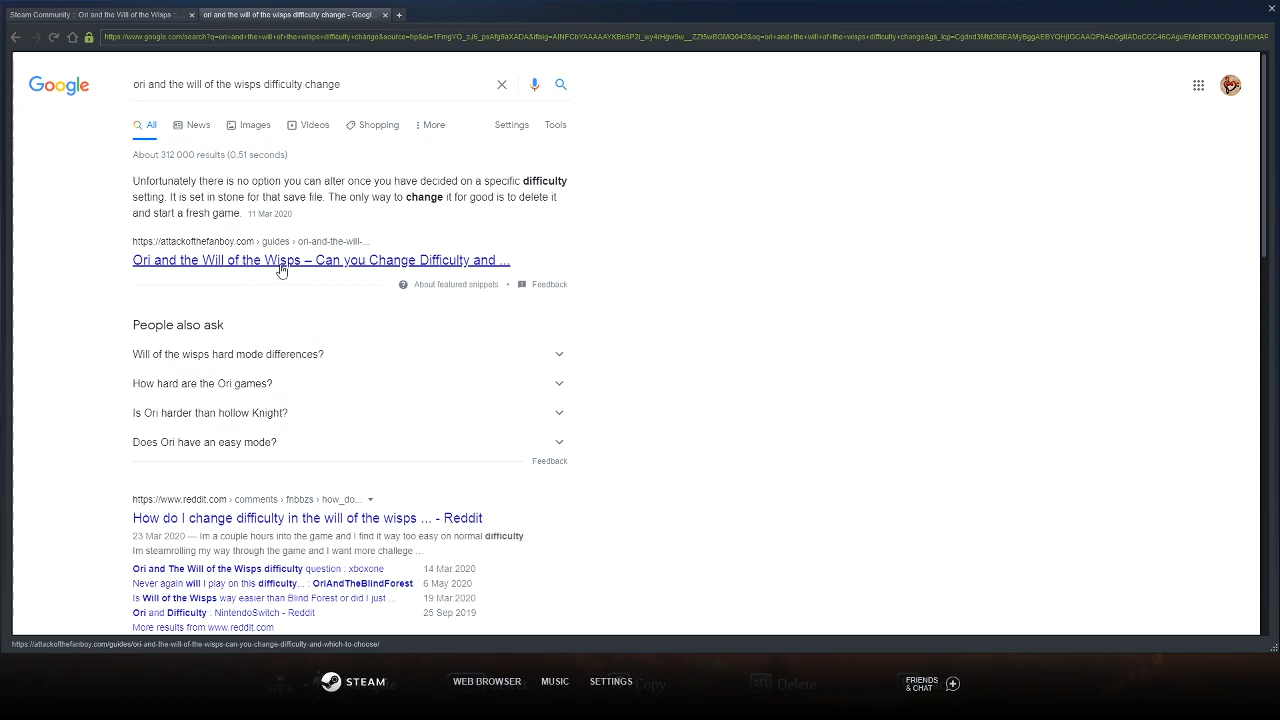 Steam Community :: Ori and the Will of the Wisps :: ...
ori and the will of the wisps difficulty change - Googl...
Google
ori and the will of the wisps difficulty change
All
News
Images
Videos
Shopping
More
Settings
Tools
About 312 000 results (0,51 seconds)
Unfortunately there is no option you can alter once you have decided on a specific difficulty
setting. It is set in stone for that save file. The only way to change it for good is to delete it
and start a fresh game. 11 Mar 2020
https://attackofthefanboy.com › guides › ori-and-the-will-...
Ori and the Will of the Wisps – Can you Change Difficulty and ...
About featured snippets • Feedback
People also ask
Will of the wisps hard mode differences?
How hard are the Ori games?
Is Ori harder than hollow Knight?
Does Ori have an easy mode?
Feedback
https://www.reddit.com › comments › fnbbzs › how_do...
How do I change difficulty in the will of the wisps ... - Reddit
23 Mar 2020 — Im a couple hours into the game and I find it way too easy on normal difficulty
Im steamrolling my way through the game and I want more challege ...
Ori and The Will of the Wisps difficulty question : xboxone 14 Mar 2020
Never again will I play on this difficulty... : OriAndTheBlindForest 6 May 2020
Is Will of the Wisps way easier than Blind Forest or did I just ... 19 Mar 2020
Ori and Difficulty : NintendoSwitch - Reddit 25 Sep 2019
More results from www.reddit.com
https://attackofthefanboy.com/guides/ori-and-the-will-of-the-wisps-can-you-change-difficulty-and-which-to-choose/
STEAM
WEB BROWSER
MUSIC
SETTINGS
Copy
Delete
FRIENDS
& CHAT